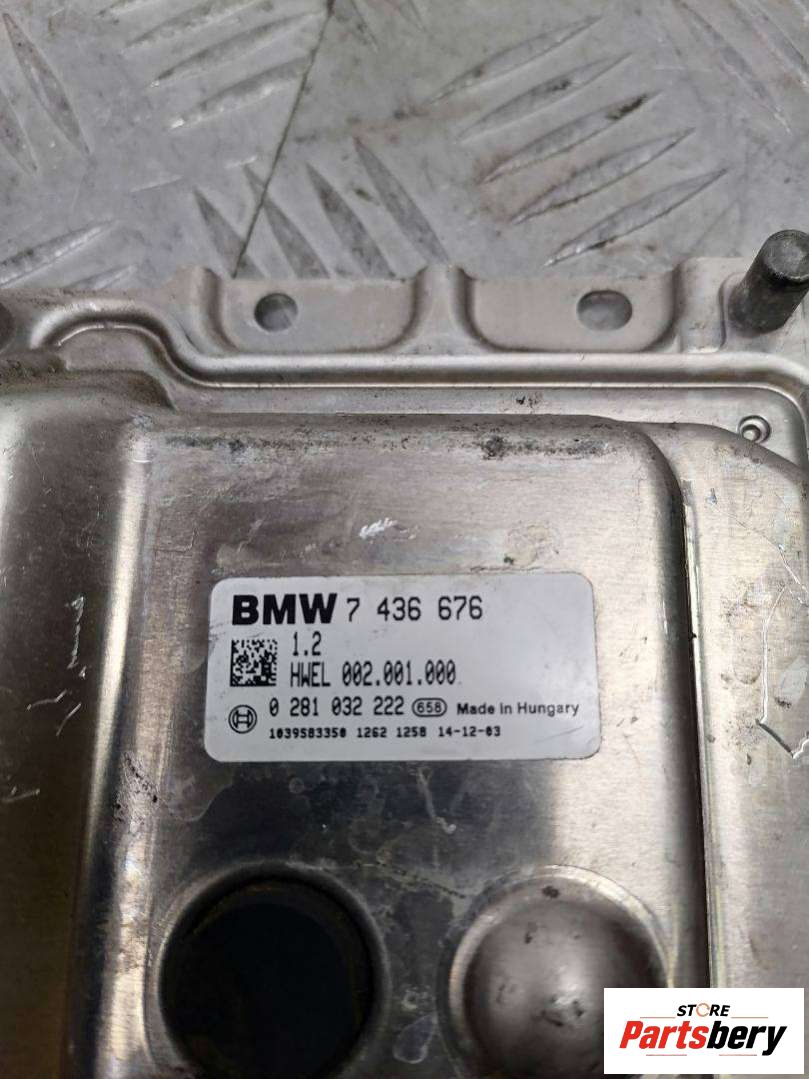 BMW 7 436 676
1.2
HWEL 002.001.000
0 281 032 222 658 Made in Hungary
1039S83350 1262 1258 14-12-03
STORE
Partsbery